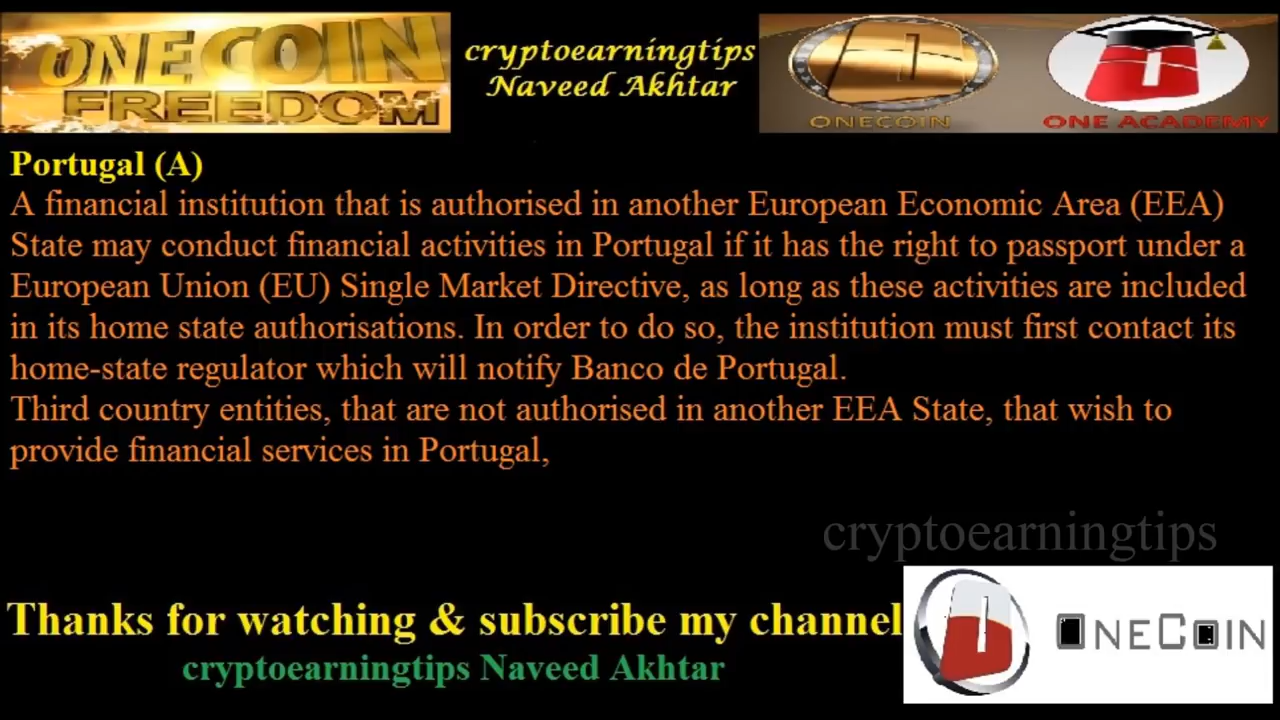 ONE COIN
FREEDOM
cryptoearningtips
Naveed Akhtar
ONECOIN
ONE ACADEMY
Portugal (A)
A financial institution that is authorised in another European Economic Area (EEA)
State may conduct financial activities in Portugal if it has the right to passport under a
European Union (EU) Single Market Directive, as long as these activities are included
in its home state authorisations. In order to do so, the institution must first contact its
home-state regulator which will notify Banco de Portugal.
Third country entities, that are not authorised in another EEA State, that wish to
provide financial services in Portugal,
cryptoearningtips
Thanks for watching & subscribe my channel
cryptoearningtips Naveed Akhtar
ONECOIN